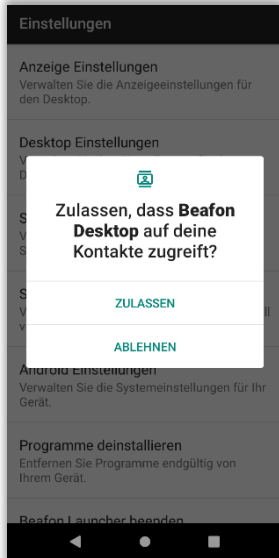 Einstellungen
Anzeige Einstellungen
Verwalten Sie die Anzeigeeinstellungen für
den Desktop.
Desktop Einstellungen
Zulassen, dass Beafon
Desktop auf deine
Kontakte zugreift?
ZULASSEN
ABLEHNEN
Android Einstellungen
Verwalten Sie die Systemeinstellungen für Ihr
Gerät.
Programme deinstallieren
Entfernen Sie Programme endgültig von
Ihrem Gerät.
Beafon Launcher beenden